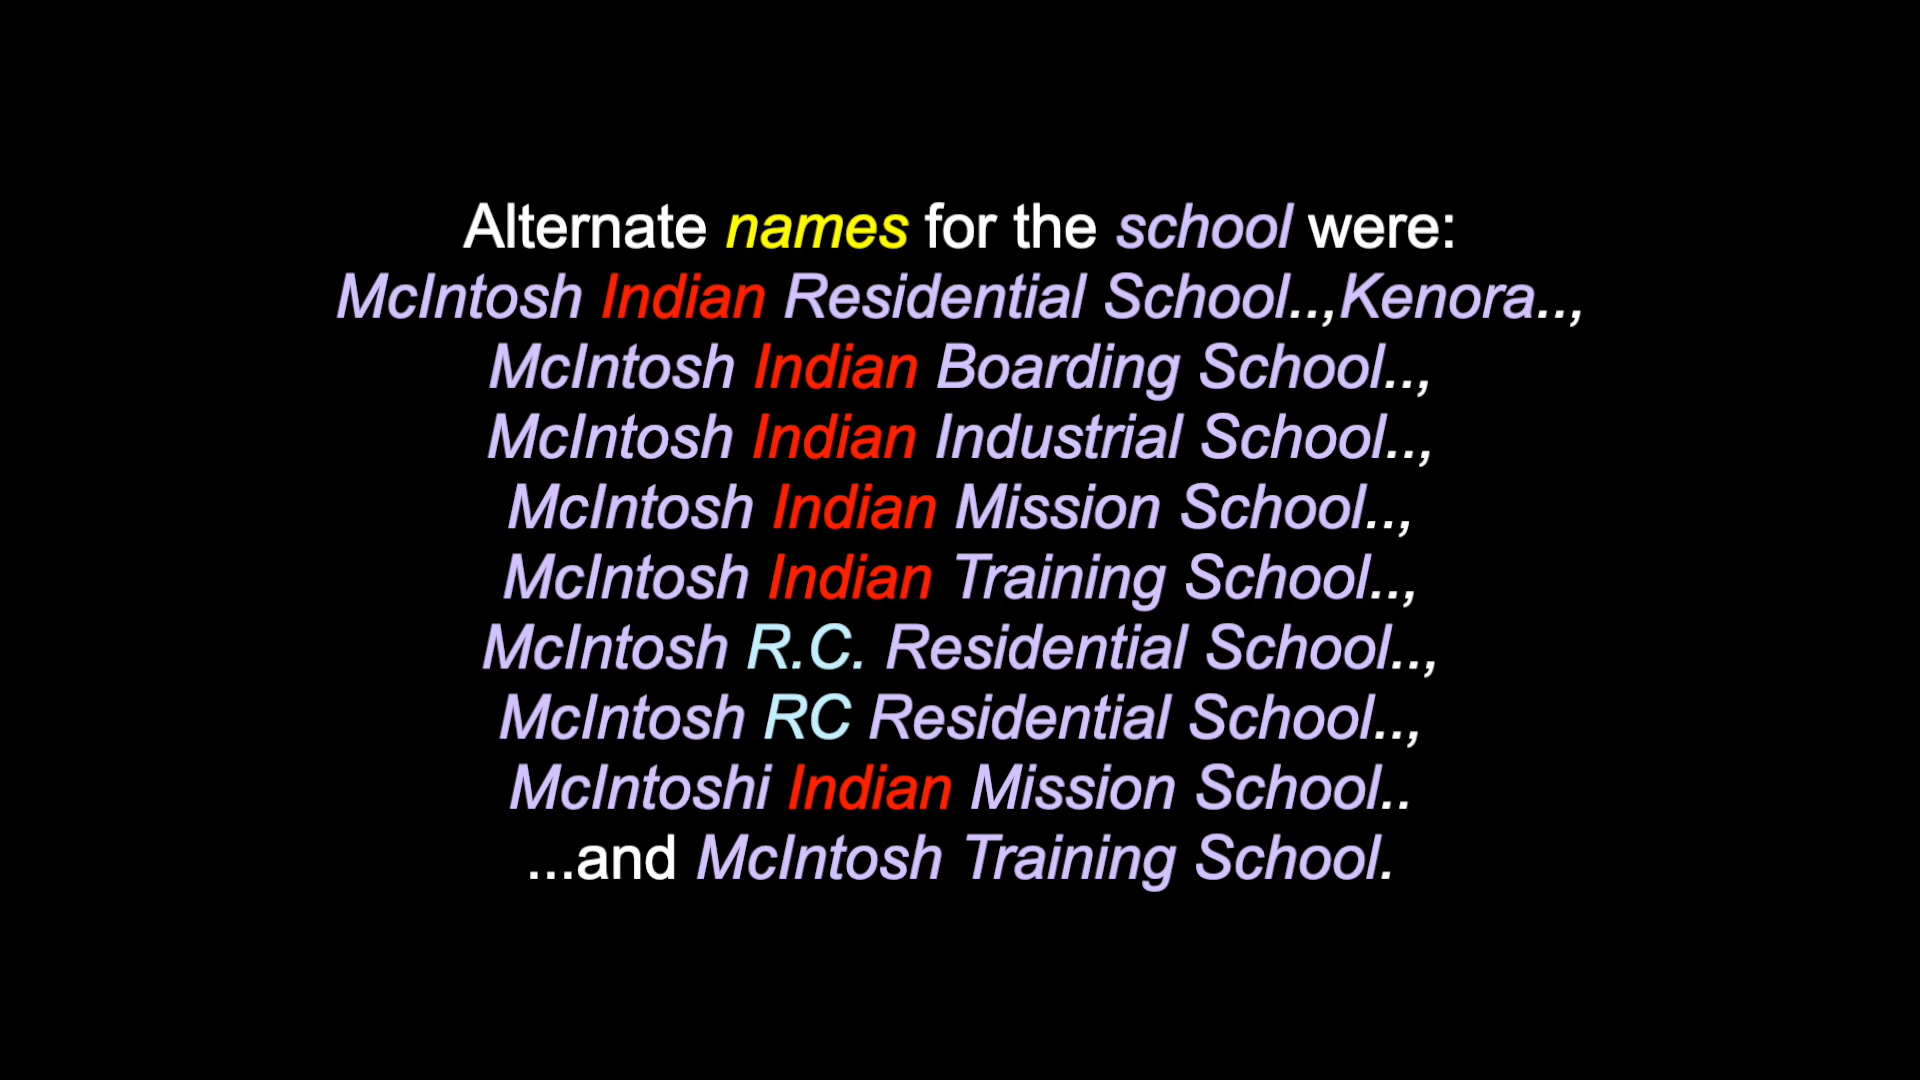 Alternate names for the school were:
McIntosh Indian Residential School..,Kenora..,
McIntosh Indian Boarding School..,
McIntosh Indian Industrial School..,
McIntosh Indian Mission School..,
McIntosh Indian Training School..,
McIntosh R.C. Residential School..,
McIntosh RC Residential School..,
McIntoshi Indian Mission School..
...and McIntosh Training School.